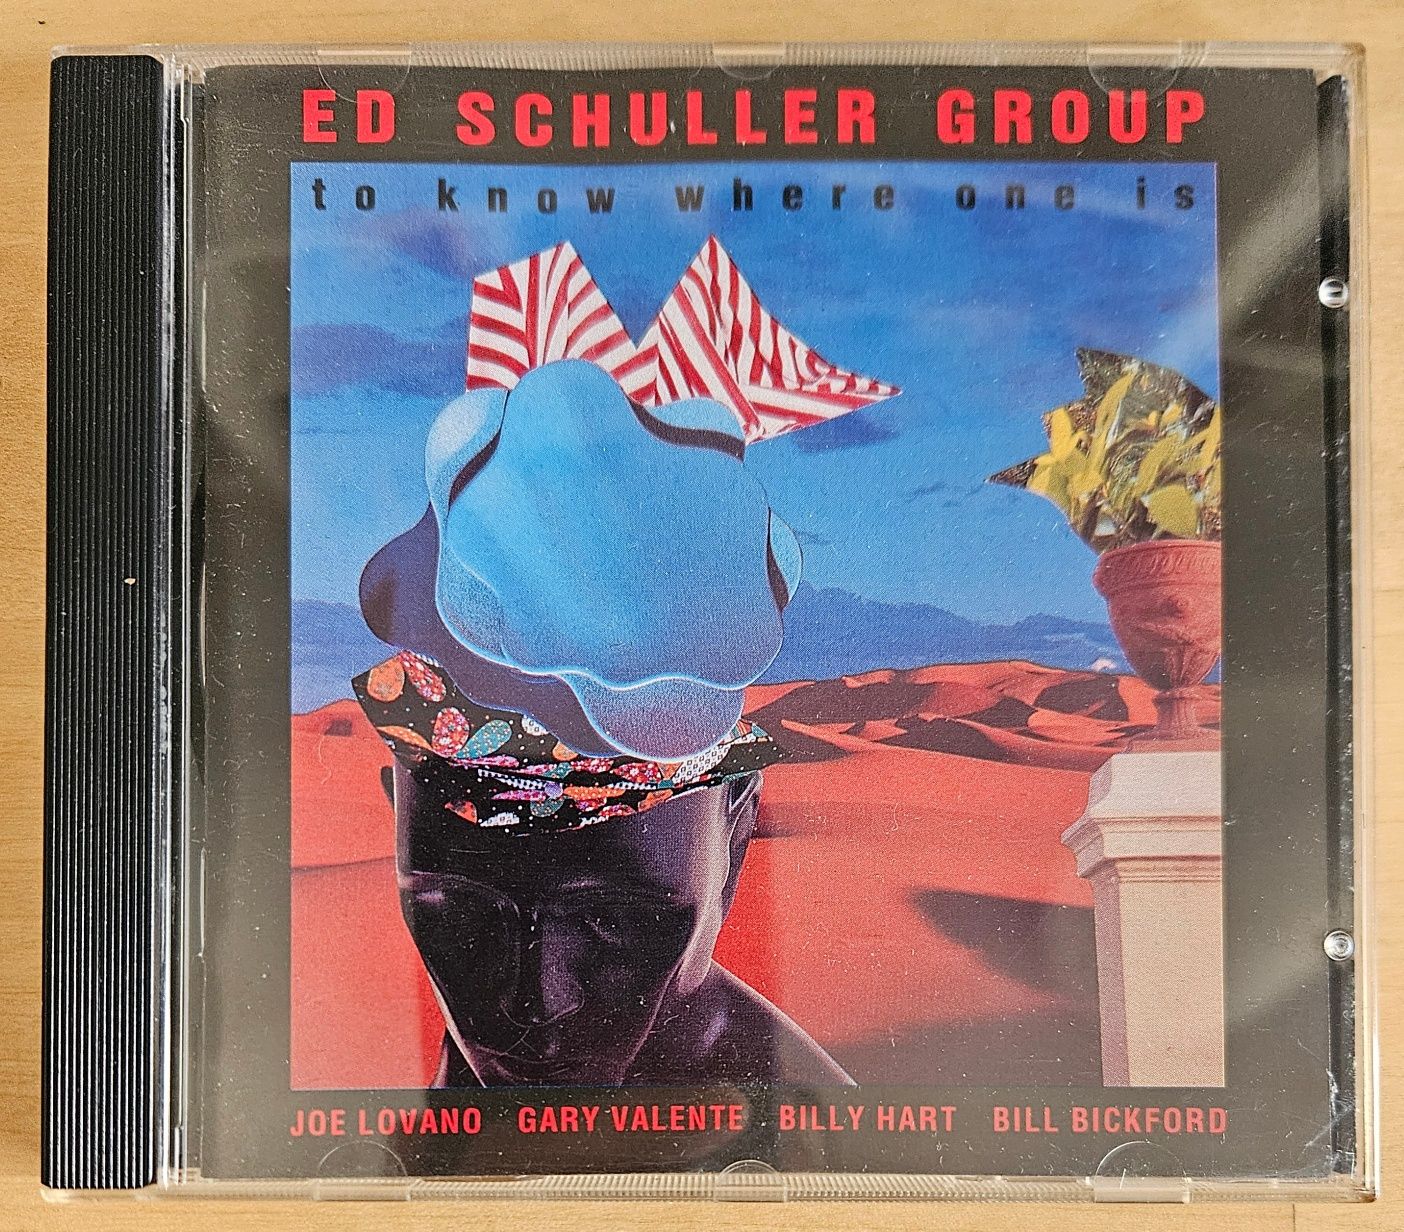 ED SCHULLER GROUP
to know where one is
JOE LOVANO GARY VALENTE BILLY HART BILL BICKFORD